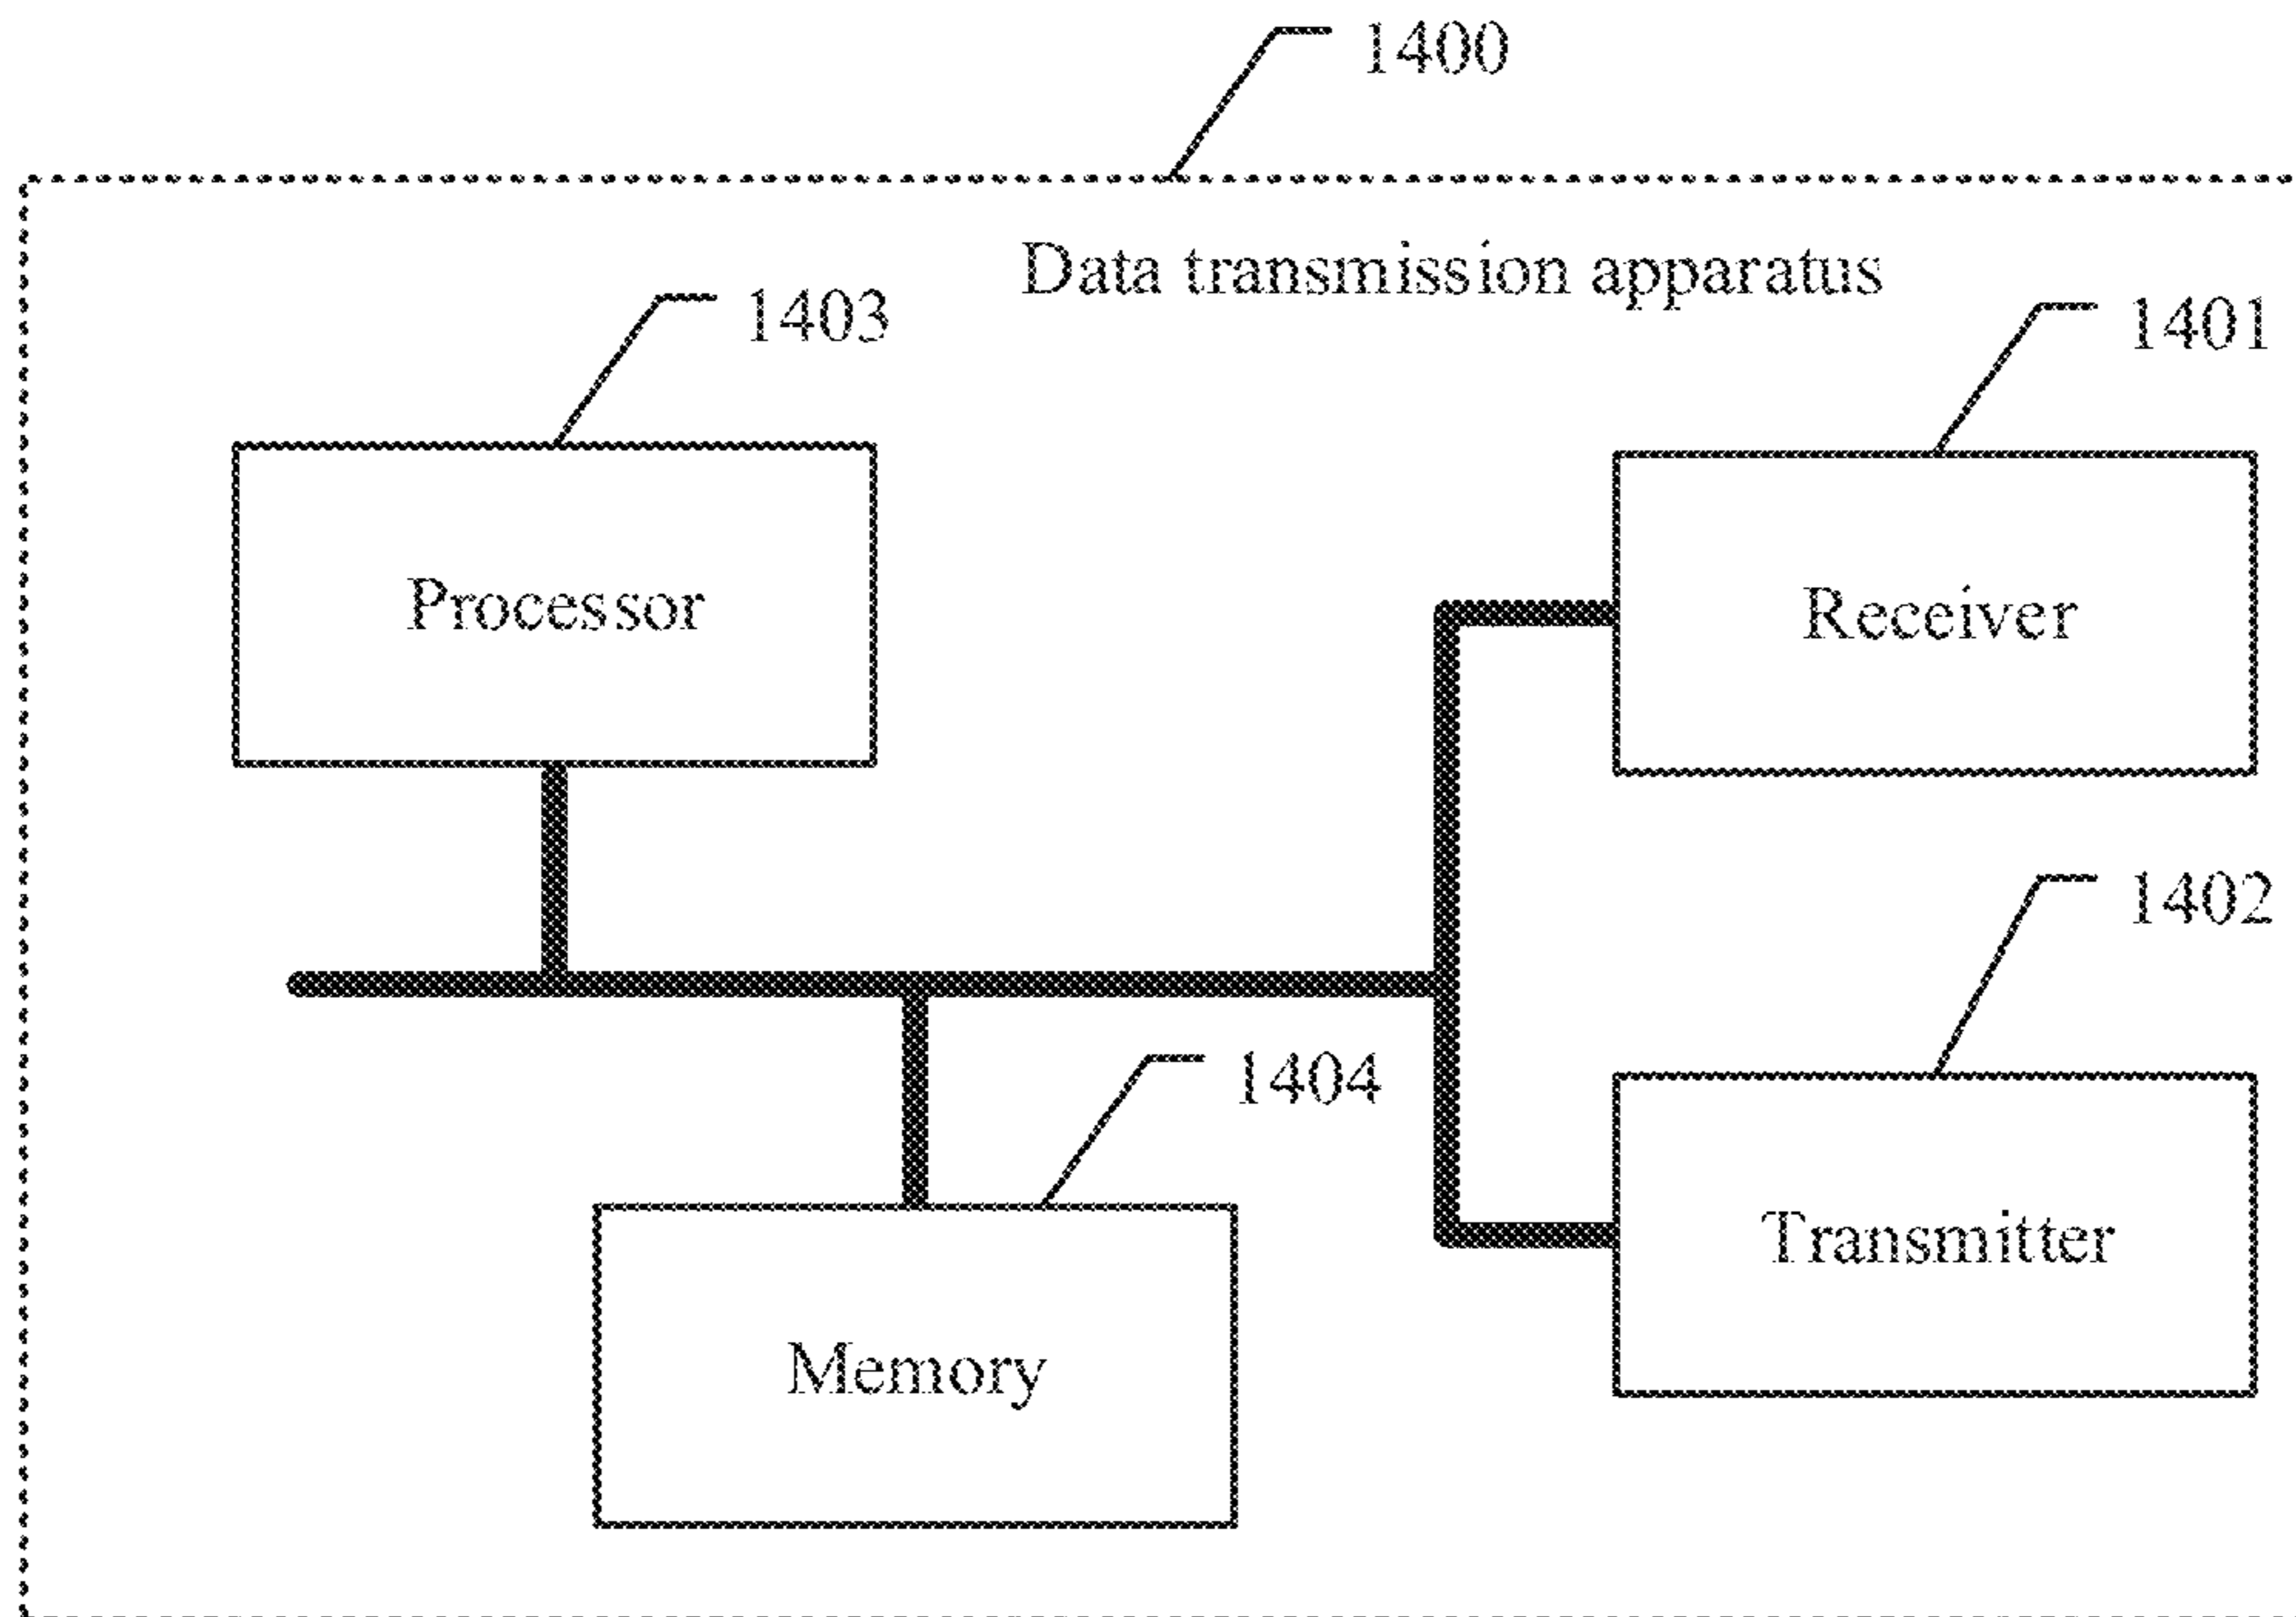 1400
Data transmission apparatus
1403
1401
Processor
Receiver
1402
1404
Transmitter
Memory